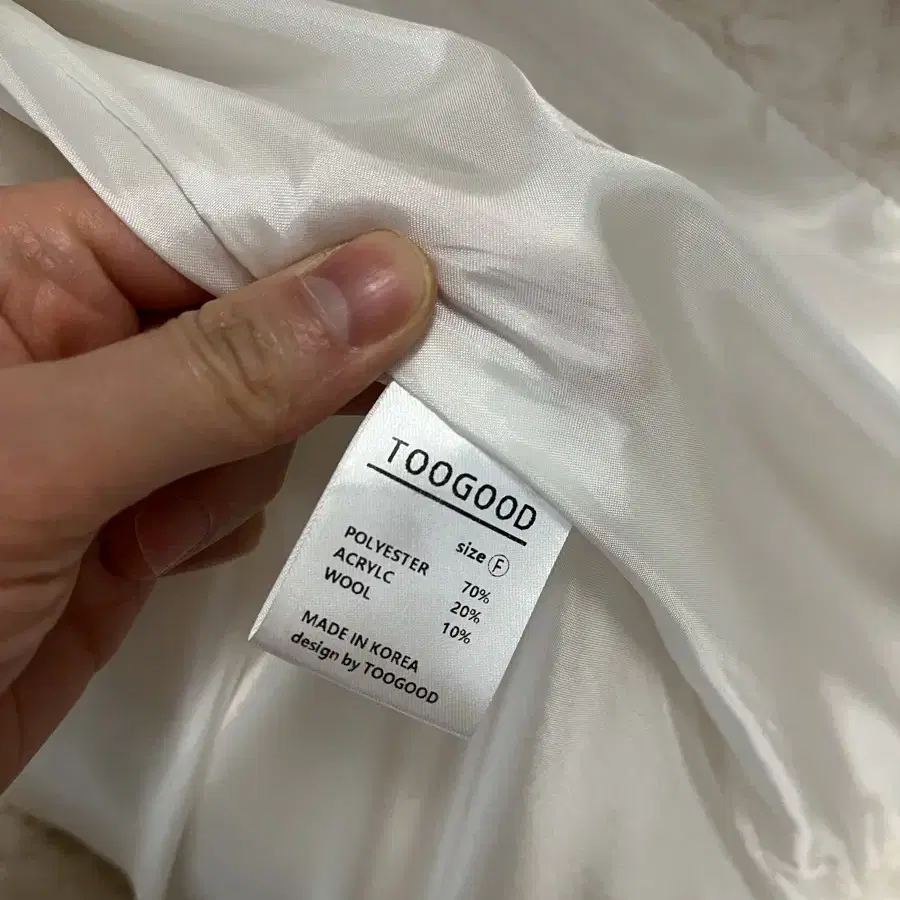 TOOGOOD
size Ⓕ
POLYESTER 70%
ACRYLC 20%
WOOL 10%
MADE IN KOREA
design by TOOGOOD